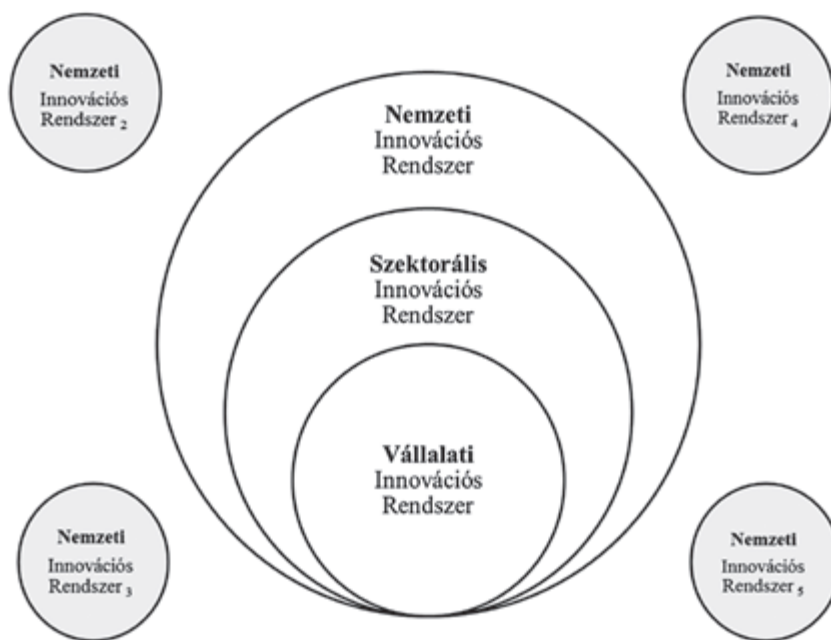 Nemzeti
Innovációs
Rendszer 2
Nemzeti
Innovációs
Rendszer 4
Nemzeti
Innovációs
Rendszer
Szektorális
Innovációs
Rendszer
Vállalati
Innovációs
Rendszer
Nemzeti
Innovációs
Rendszer 3
Nemzeti
Innovációs
Rendszer 5